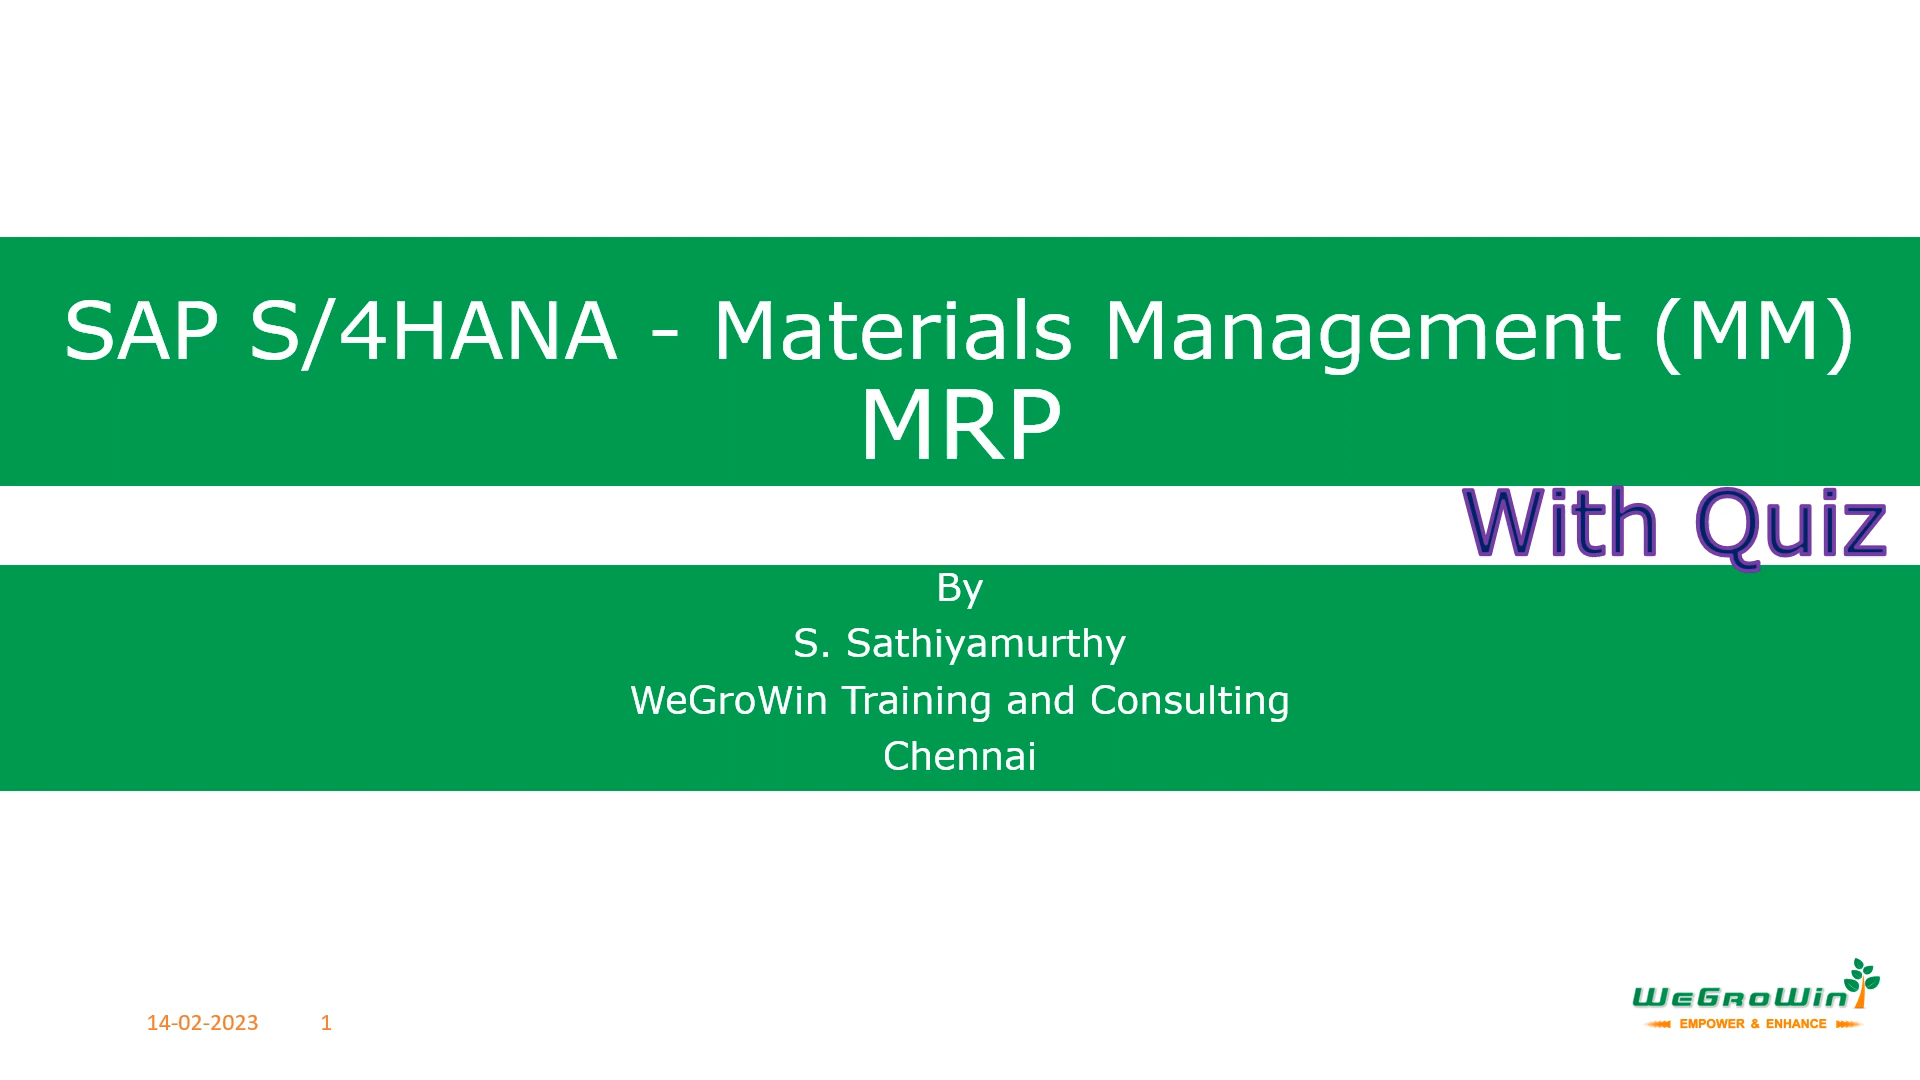 SAP S/4HANA - Materials Management (MM)
MRP
With Quiz
By
S. Sathiyamurthy
WeGroWin Training and Consulting
Chennai
14-02-2023 1
WeGroWin
EMPOWER & ENHANCE